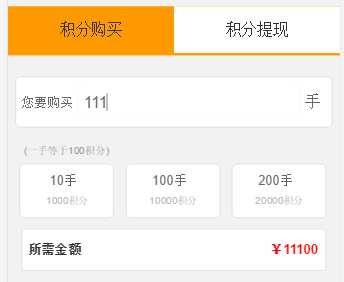 积分购买 积分提现
您要购买 111 手
(一手等于100积分)
10手 100手 200手
1000积分 10000积分 20000积分
所需金额 ¥11100